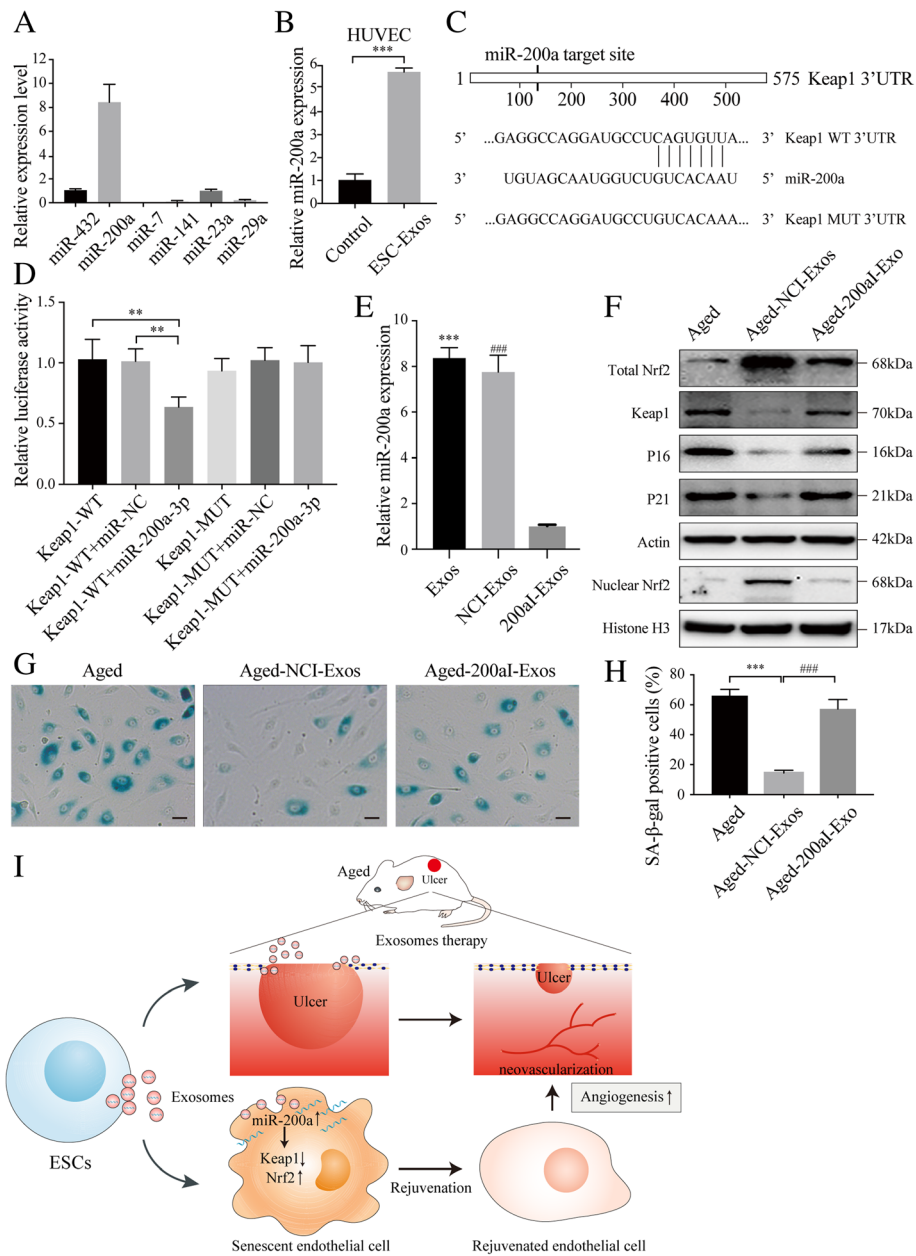 A
Relative expression level
12
10
8
6
4
2
0
miR-432
miR-200a
miR-7
miR-141
miR-23a
miR-29a
B
HUVEC
***
Relative miR-200a expression
6
5
4
3
2
1
0
Control
ESC-Exos
C
miR-200a target site
1
575 Keap1 3’UTR
100 200 300 400 500
5’ ...GAGGCCAGGAUGCCUCAGUGUUA... 3’ Keap1 WT 3’UTR
3’ UGUAGCAAUGGUCUGUCACAAU 5’ miR-200a
5’ ...GAGGCCAGGAUGCCUGUCACAAA... 3’ Keap1 MUT 3’UTR
D
Relative luciferase activity
1.5
1.0
0.5
0.0
**
**
Keap1-WT
Keap1-WT+miR-NC
Keap1-WT+miR-200a-3p
Keap1-MUT
Keap1-MUT+miR-NC
Keap1-MUT+miR-200a-3p
E
Relative miR-200a expression
10
8
6
4
2
0
***
###
Exos
NCI-Exos
200aI-Exos
F
Aged
Aged-NCI-Exos
Aged-200aI-Exo
Total Nrf2 68kDa
Keap1 70kDa
P16 16kDa
P21 21kDa
Actin 42kDa
Nuclear Nrf2 68kDa
Histone H3 17kDa
G
Aged
Aged-NCI-Exos
Aged-200aI-Exos
H
SA-β-gal positive cells (%)
80
60
40
20
0
***
###
Aged
Aged-NCI-Exos
Aged-200aI-Exo
I
Aged
Ulcer
Exosomes therapy
Ulcer
Ulcer
neovascularization
Exosomes
ESCs
miR-200a↑
Keap1↓
Nrf2↑
Rejuvenation
Angiogenesis↑
Senescent endothelial cell
Rejuvenated endothelial cell